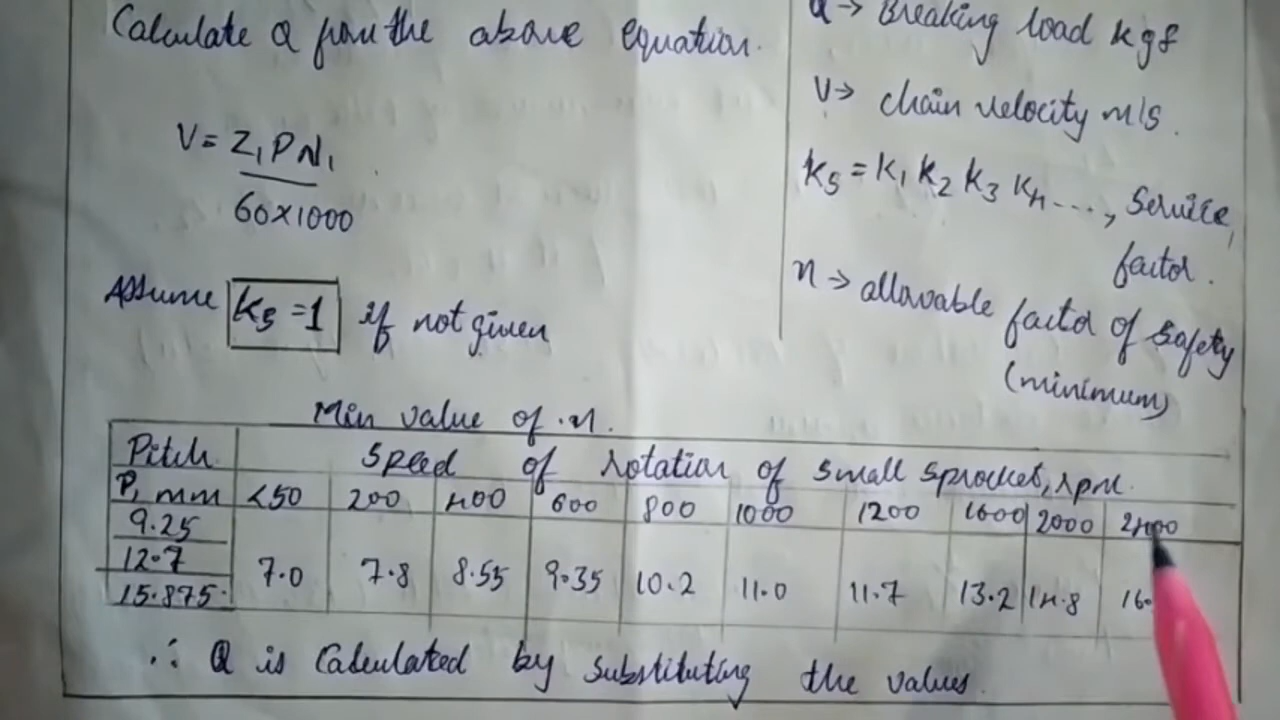 Calculate Q from the above equation.
V = Z₁ P N₁
60×1000
Assume Ks = 1 if not given
Q → Breaking load kgf
V → chain velocity m/s.
Ks = K₁ K₂ K₃ K₄ ...., Service
factor.
n → allowable factor of safety
(minimum)
Min value of n.
Pitch Speed of rotation of small sprocket, rpm.
P, mm <50 200 400 600 800 1000 1200 1600 2000 2400
9.25
12.7 7.0 7.8 8.55 9.35 10.2 11.0 11.7 13.2 14.8 16.
15.875
∴ Q is Calculated by substituting the values.